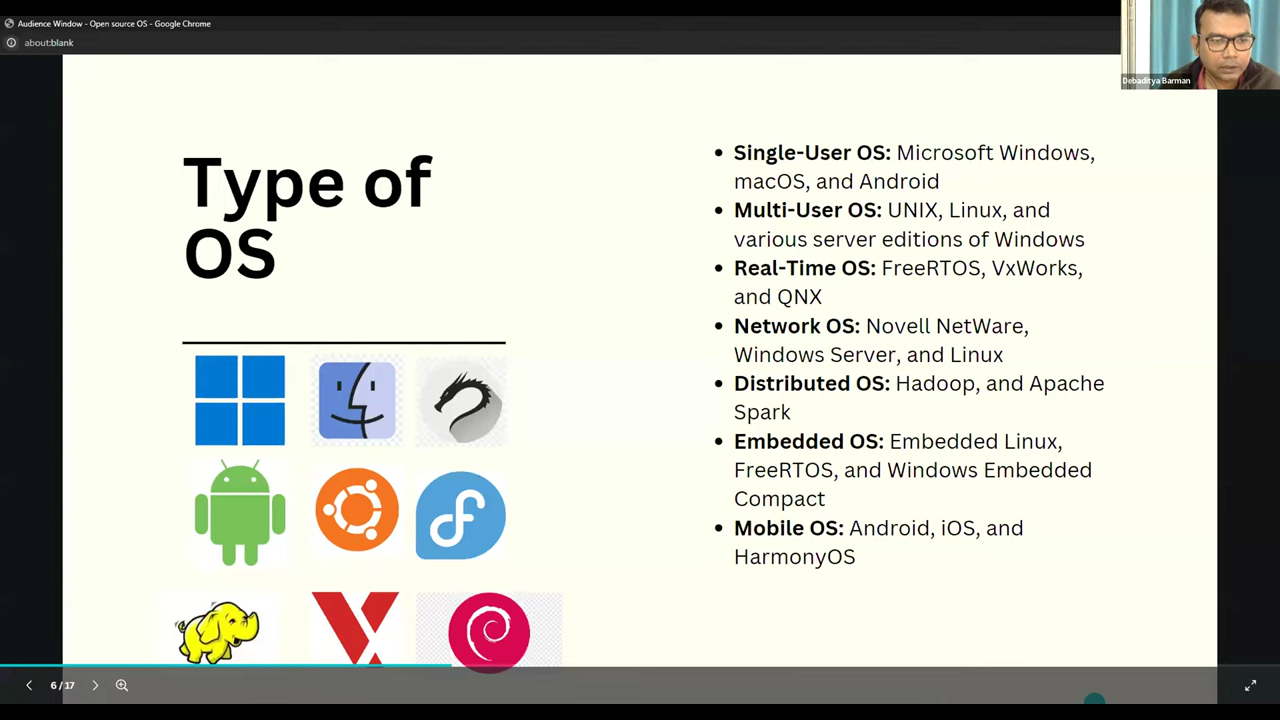 Audience Window - Open source OS - Google Chrome
about:blank
Debaditya Barman
Type of
OS
• Single-User OS: Microsoft Windows,
macOS, and Android
• Multi-User OS: UNIX, Linux, and
various server editions of Windows
• Real-Time OS: FreeRTOS, VxWorks,
and QNX
• Network OS: Novell NetWare,
Windows Server, and Linux
• Distributed OS: Hadoop, and Apache
Spark
• Embedded OS: Embedded Linux,
FreeRTOS, and Windows Embedded
Compact
• Mobile OS: Android, iOS, and
HarmonyOS
6 / 17